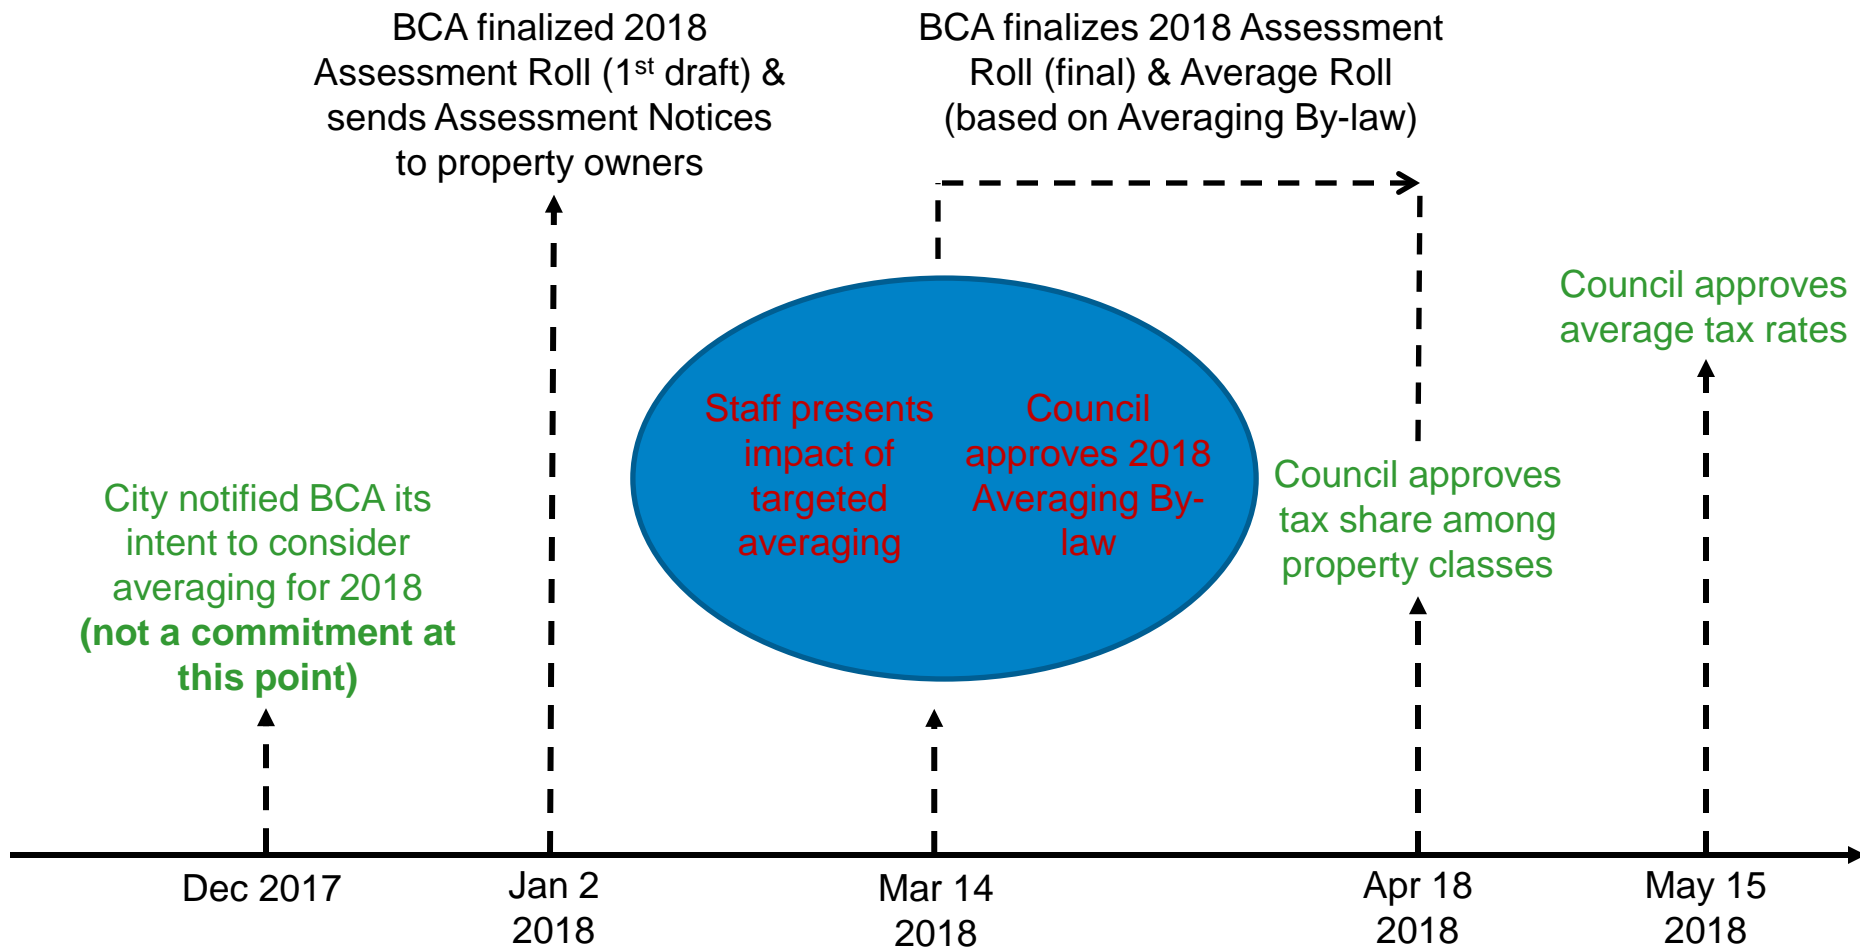 BCA finalized 2018
Assessment Roll (1st draft) &
sends Assessment Notices
to property owners
BCA finalizes 2018 Assessment
Roll (final) & Average Roll
(based on Averaging By-law)
Council approves
average tax rates
Staff presents
impact of
targeted
averaging
Council
approves 2018
Averaging By-
law
Council approves
tax share among
property classes
City notified BCA its
intent to consider
averaging for 2018
(not a commitment at
this point)
Dec 2017
Jan 2
2018
Mar 14
2018
Apr 18
2018
May 15
2018